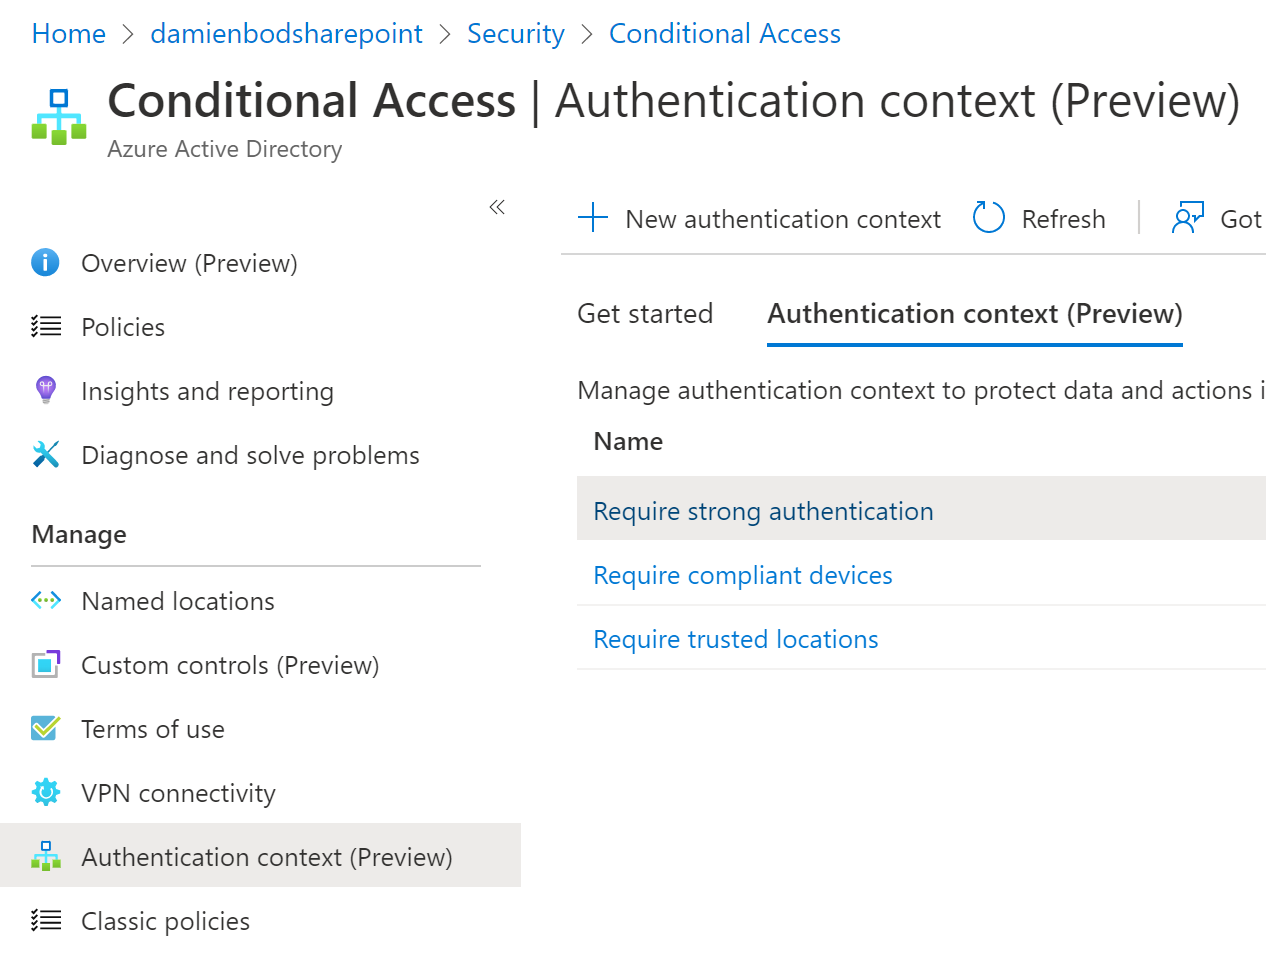 Home > damienbodsharepoint > Security > Conditional Access
Conditional Access | Authentication context (Preview)
Azure Active Directory
«
Overview (Preview)
Policies
Insights and reporting
Diagnose and solve problems
Manage
Named locations
Custom controls (Preview)
Terms of use
VPN connectivity
Authentication context (Preview)
Classic policies
New authentication context
Refresh
Got
Get started
Authentication context (Preview)
Manage authentication context to protect data and actions i
Name
Require strong authentication
Require compliant devices
Require trusted locations